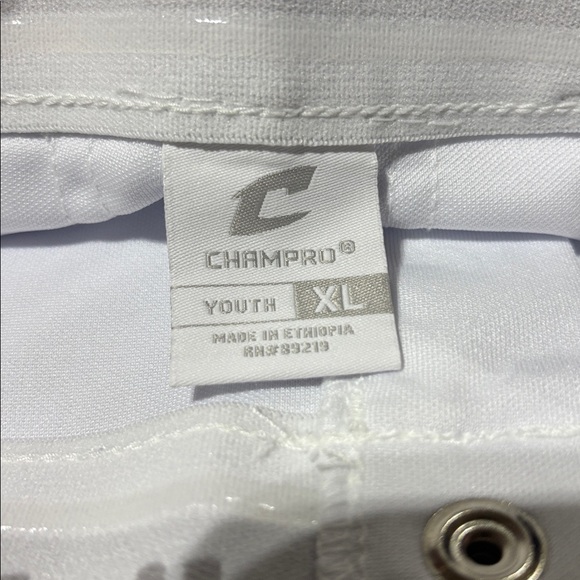 C
CHAMPRO®
YOUTH XL
MADE IN ETHIOPIA
RN#89219